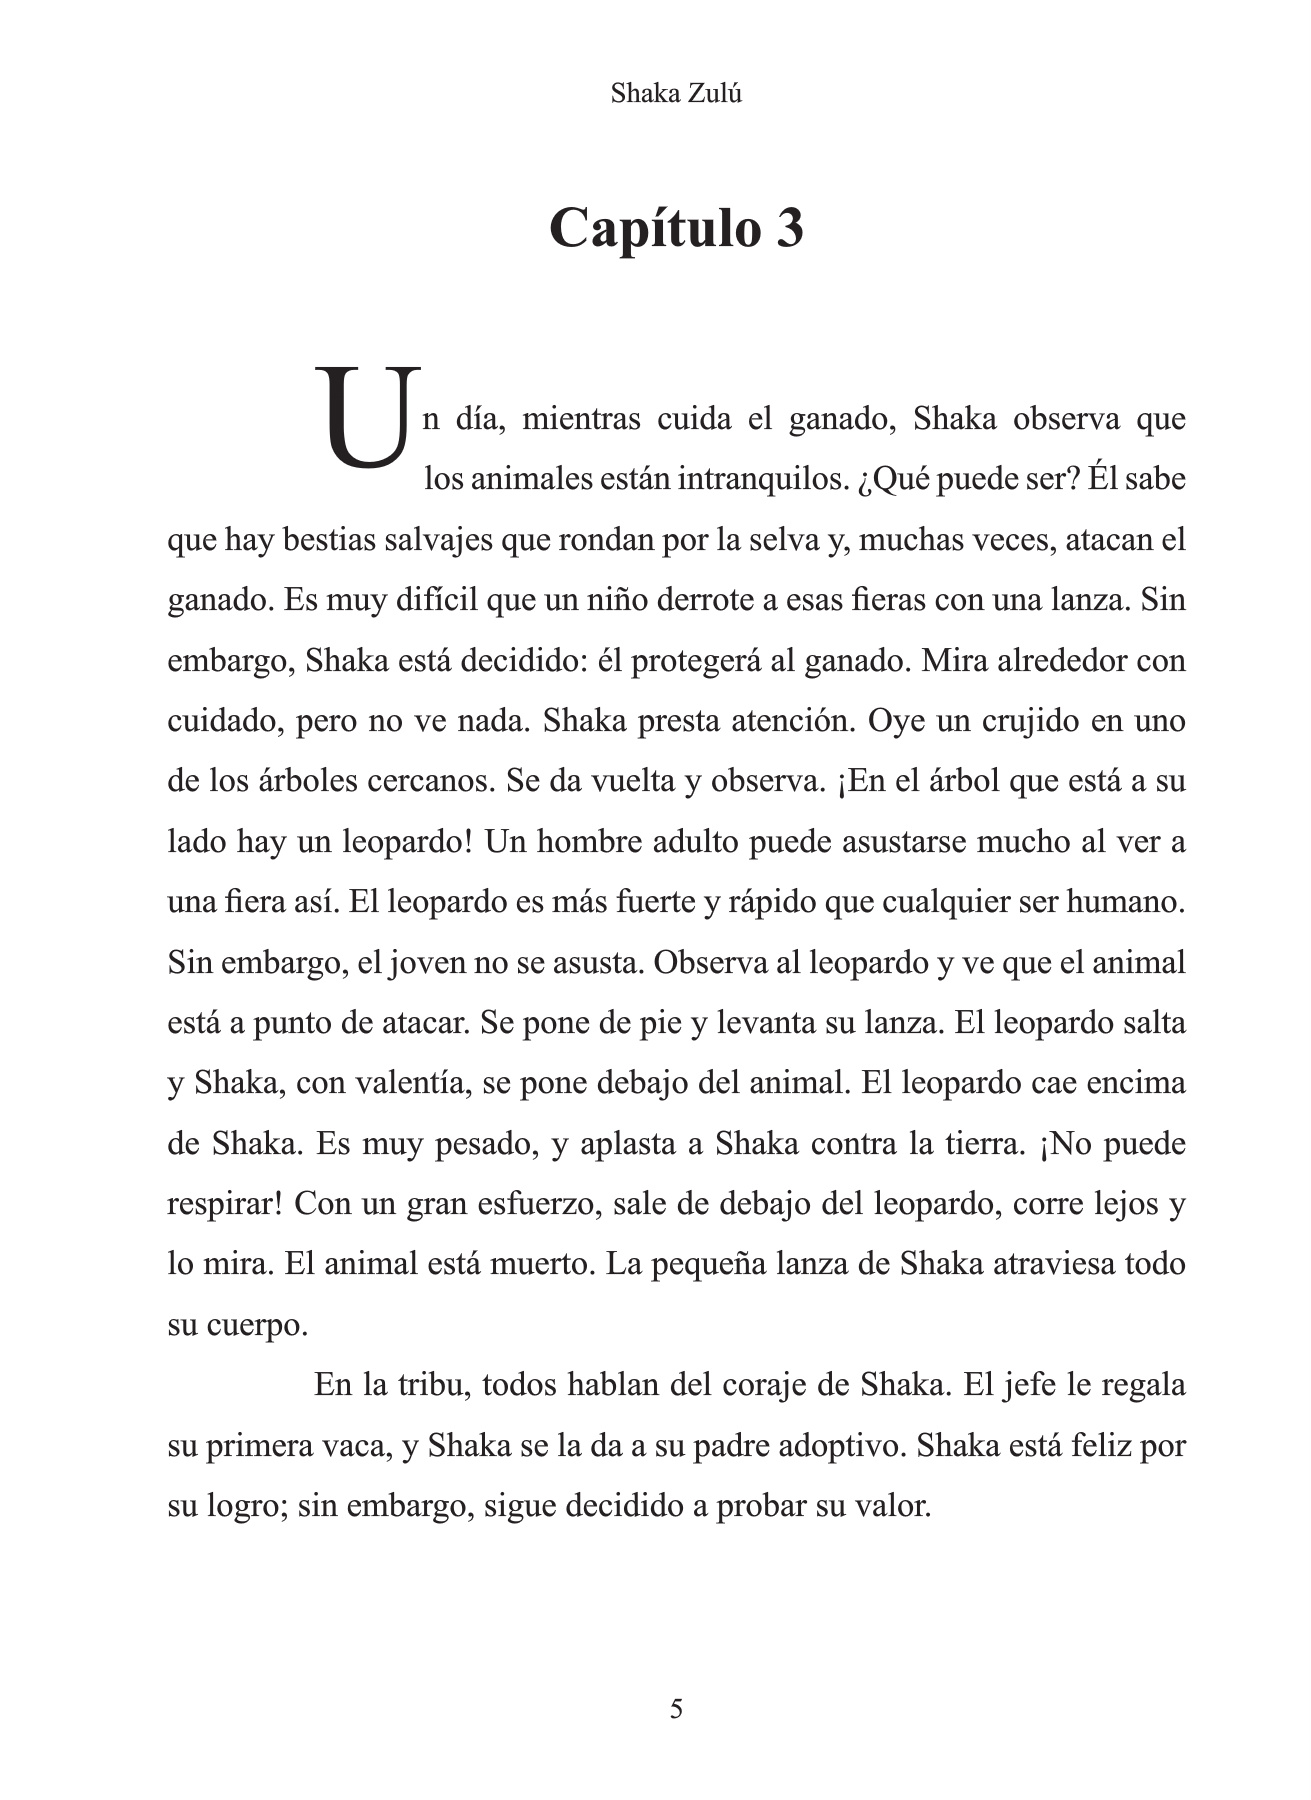 Shaka Zulú
Capítulo 3
Un día, mientras cuida el ganado, Shaka observa que
los animales están intranquilos. ¿Qué puede ser? Él sabe
que hay bestias salvajes que rondan por la selva y, muchas veces, atacan el
ganado. Es muy difícil que un niño derrote a esas fieras con una lanza. Sin
embargo, Shaka está decidido: él protegerá al ganado. Mira alrededor con
cuidado, pero no ve nada. Shaka presta atención. Oye un crujido en uno
de los árboles cercanos. Se da vuelta y observa. ¡En el árbol que está a su
lado hay un leopardo! Un hombre adulto puede asustarse mucho al ver a
una fiera así. El leopardo es más fuerte y rápido que cualquier ser humano.
Sin embargo, el joven no se asusta. Observa al leopardo y ve que el animal
está a punto de atacar. Se pone de pie y levanta su lanza. El leopardo salta
y Shaka, con valentía, se pone debajo del animal. El leopardo cae encima
de Shaka. Es muy pesado, y aplasta a Shaka contra la tierra. ¡No puede
respirar! Con un gran esfuerzo, sale de debajo del leopardo, corre lejos y
lo mira. El animal está muerto. La pequeña lanza de Shaka atraviesa todo
su cuerpo.
En la tribu, todos hablan del coraje de Shaka. El jefe le regala
su primera vaca, y Shaka se la da a su padre adoptivo. Shaka está feliz por
su logro; sin embargo, sigue decidido a probar su valor.
5